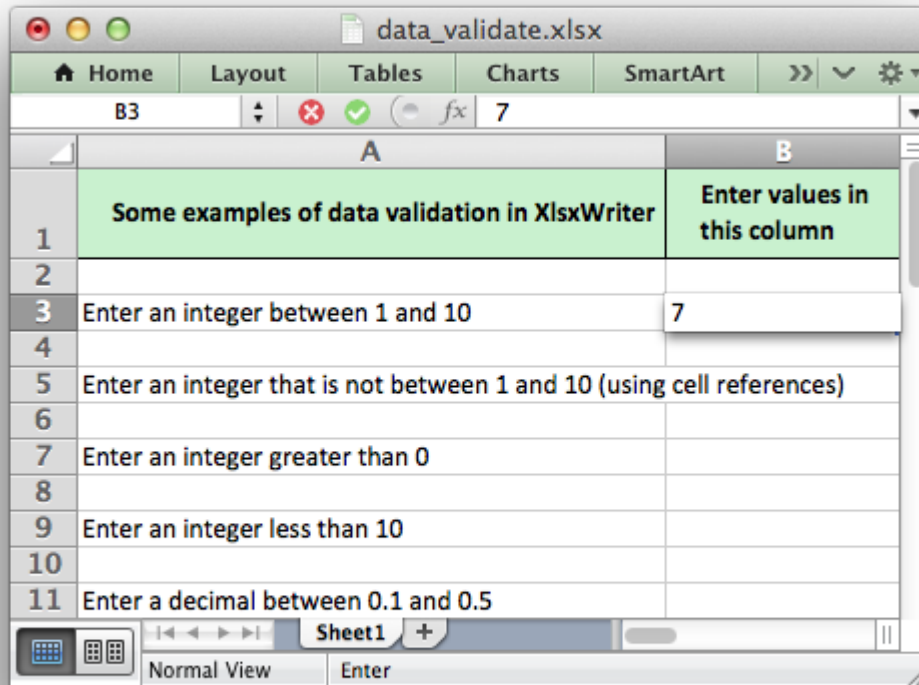 data_validate.xlsx
Home Layout Tables Charts SmartArt
B3 fx 7
A B
1 Some examples of data validation in XlsxWriter Enter values in
this column
2
3 Enter an integer between 1 and 10 7
4
5 Enter an integer that is not between 1 and 10 (using cell references)
6
7 Enter an integer greater than 0
8
9 Enter an integer less than 10
10
11 Enter a decimal between 0.1 and 0.5
Sheet1
Normal View Enter